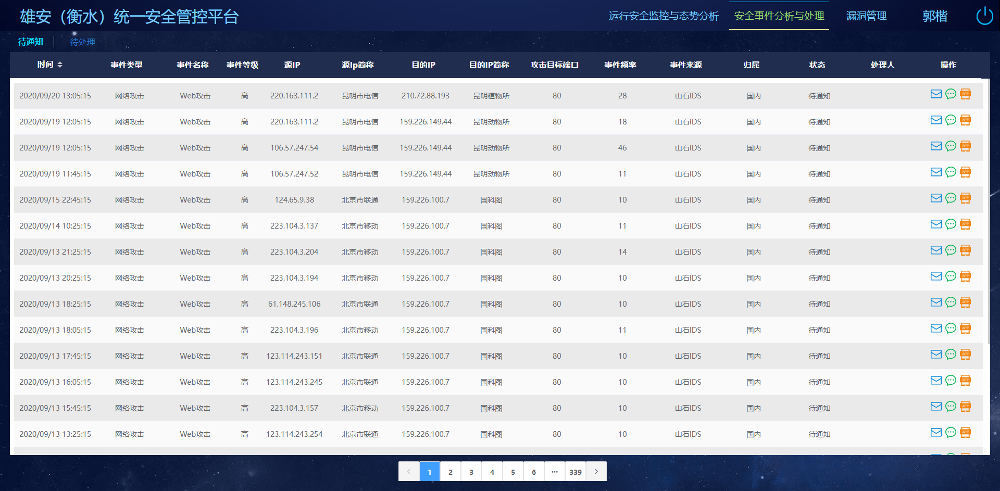 雄安（衡水）统一安全管控平台 运行安全监控与态势分析 安全事件分析与处理 漏洞管理 郭楷
待通知 待处理
时间 事件类型 事件名称 事件等级 源IP 源Ip简称 目的IP 目的IP简称 攻击目标端口 事件频率 事件来源 归属 状态 处理人 操作
2020/09/20 13:05:15 网络攻击 Web攻击 高 220.163.111.2 昆明市电信 210.72.88.193 昆明植物所 80 28 山石IDS 国内 待通知 APP
2020/09/19 12:05:15 网络攻击 Web攻击 高 220.163.111.2 昆明市电信 159.226.149.44 昆明动物所 80 18 山石IDS 国内 待通知 APP
2020/09/19 12:05:15 网络攻击 Web攻击 高 106.57.247.54 昆明市电信 159.226.149.44 昆明动物所 80 46 山石IDS 国内 待通知 APP
2020/09/19 11:45:15 网络攻击 Web攻击 高 106.57.247.52 昆明市电信 159.226.149.44 昆明动物所 80 11 山石IDS 国内 待通知 APP
2020/09/15 22:45:15 网络攻击 Web攻击 高 124.65.9.38 北京市联通 159.226.100.7 国科图 80 10 山石IDS 国内 待通知 APP
2020/09/14 10:25:15 网络攻击 Web攻击 高 223.104.3.137 北京市移动 159.226.100.7 国科图 80 11 山石IDS 国内 待通知 APP
2020/09/13 21:25:15 网络攻击 Web攻击 高 223.104.3.204 北京市移动 159.226.100.7 国科图 80 14 山石IDS 国内 待通知 APP
2020/09/13 20:25:15 网络攻击 Web攻击 高 223.104.3.194 北京市移动 159.226.100.7 国科图 80 10 山石IDS 国内 待通知 APP
2020/09/13 18:25:15 网络攻击 Web攻击 高 61.148.245.106 北京市联通 159.226.100.7 国科图 80 10 山石IDS 国内 待通知 APP
2020/09/13 18:05:15 网络攻击 Web攻击 高 223.104.3.196 北京市移动 159.226.100.7 国科图 80 11 山石IDS 国内 待通知 APP
2020/09/13 17:45:15 网络攻击 Web攻击 高 123.114.243.151 北京市联通 159.226.100.7 国科图 80 10 山石IDS 国内 待通知 APP
2020/09/13 16:05:15 网络攻击 Web攻击 高 123.114.243.245 北京市联通 159.226.100.7 国科图 80 10 山石IDS 国内 待通知 APP
2020/09/13 15:45:15 网络攻击 Web攻击 高 223.104.3.157 北京市移动 159.226.100.7 国科图 80 10 山石IDS 国内 待通知 APP
2020/09/13 13:25:15 网络攻击 Web攻击 高 123.114.243.254 北京市联通 159.226.100.7 国科图 80 10 山石IDS 国内 待通知 APP
1 2 3 4 5 6 ··· 339